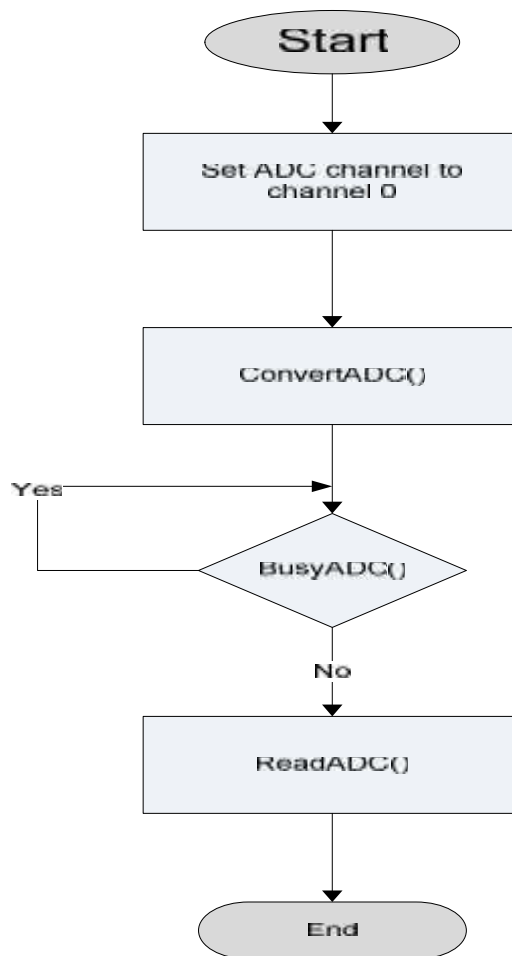 Start
Set ADC channel to
channel 0
ConvertADC()
Yes
BusyADC()
No
ReadADC()
End